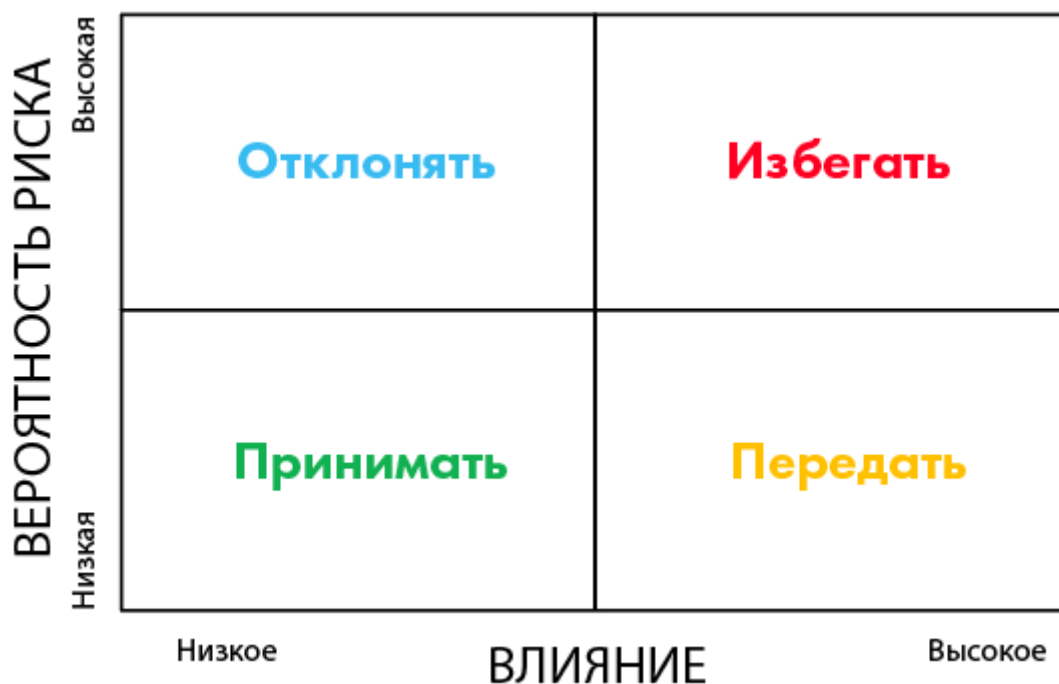 ВЕРОЯТНОСТЬ РИСКА
Высокая
Низкая
Отклонять
Избегать
Принимать
Передать
Низкое
ВЛИЯНИЕ
Высокое